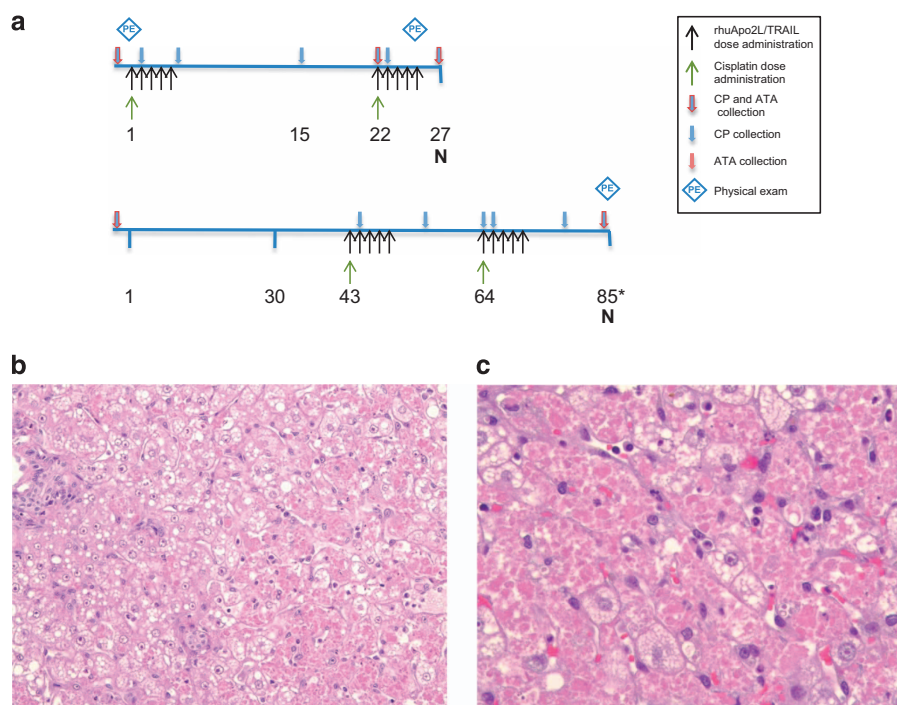 a
PE
PE
1
15
22
27
N
rhuApo2L/TRAIL
dose administration
Cisplatin dose
administration
CP and ATA
collection
CP collection
ATA collection
PE
Physical exam
PE
1
30
43
64
85*
N
b
c